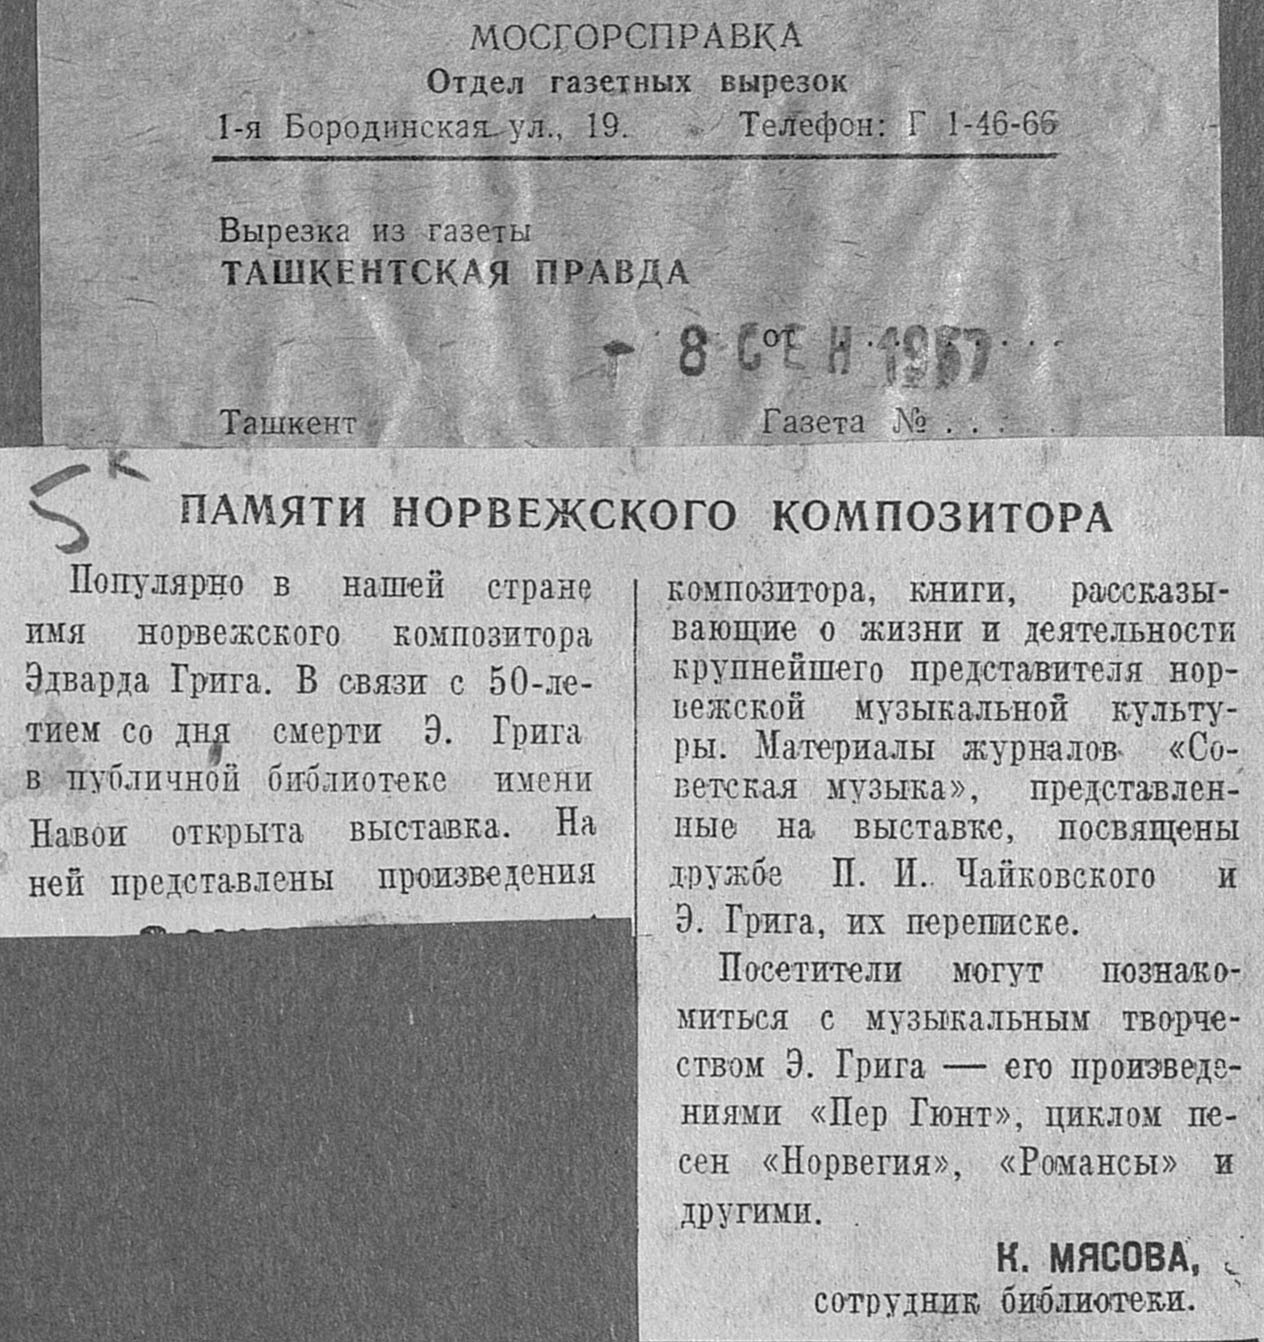 МОСГОРСПРАВКА
Отдел газетных вырезок
1-я Бородинская ул., 19. Телефон: Г 1-46-66
Вырезка из газеты
ТАШКЕНТСКАЯ ПРАВДА
от . . . . . . . .
- 8 СЕН 1957
Ташкент Газета № . . .
5к
ПАМЯТИ НОРВЕЖСКОГО КОМПОЗИТОРА
Популярно в нашей стране
имя норвежского композитора
Эдварда Грига. В связи с 50-ле-
тием со дня смерти Э. Грига
в публичной библиотеке имени
Навои открыта выставка. На
ней представлены произведения
композитора, книги, рассказы-
вающие о жизни и деятельности
крупнейшего представителя нор-
вежской музыкальной культу-
ры. Материалы журналов «Со-
ветская музыка», представлен-
ные на выставке, посвящены
дружбе П. И. Чайковского и
Э. Грига, их переписке.
Посетители могут познако-
миться с музыкальным творче-
ством Э. Грига — его произведе-
ниями «Пер Гюнт», циклом пе-
сен «Норвегия», «Романсы» и
другими.
К. МЯСОВА,
сотрудник библиотеки.